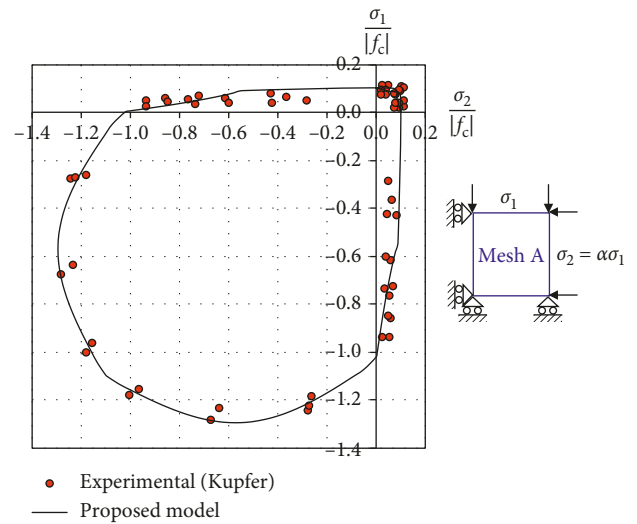 σ1
|fc|
0.2
0.0
σ2
|fc|
−1.4 −1.2 −1.0 −0.8 −0.6 −0.4 −0.2 0.0 0.2
−0.2
−0.4
−0.6
−0.8
−1.0
−1.2
−1.4
σ1
Mesh A
σ2 = ασ1
Experimental (Kupfer)
Proposed model